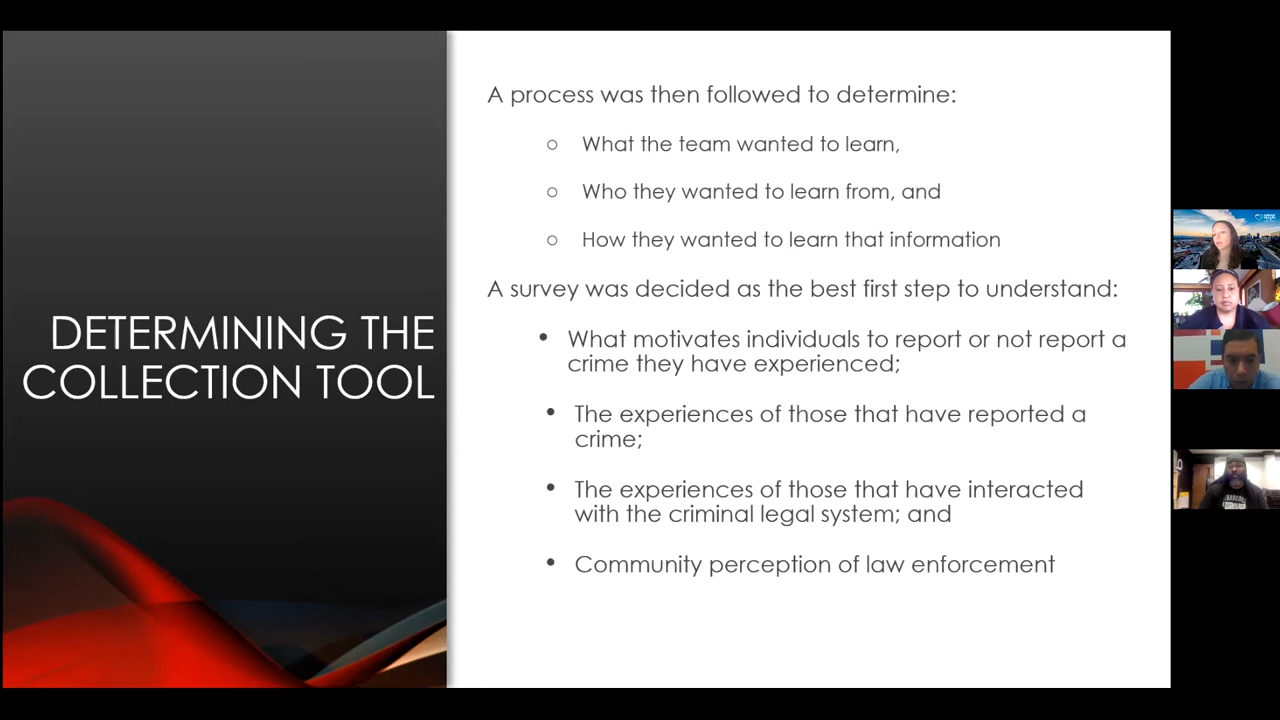 DETERMINING THE
COLLECTION TOOL
A process was then followed to determine:
○ What the team wanted to learn,
○ Who they wanted to learn from, and
○ How they wanted to learn that information
A survey was decided as the best first step to understand:
• What motivates individuals to report or not report a
crime they have experienced;
• The experiences of those that have reported a
crime;
• The experiences of those that have interacted
with the criminal legal system; and
• Community perception of law enforcement